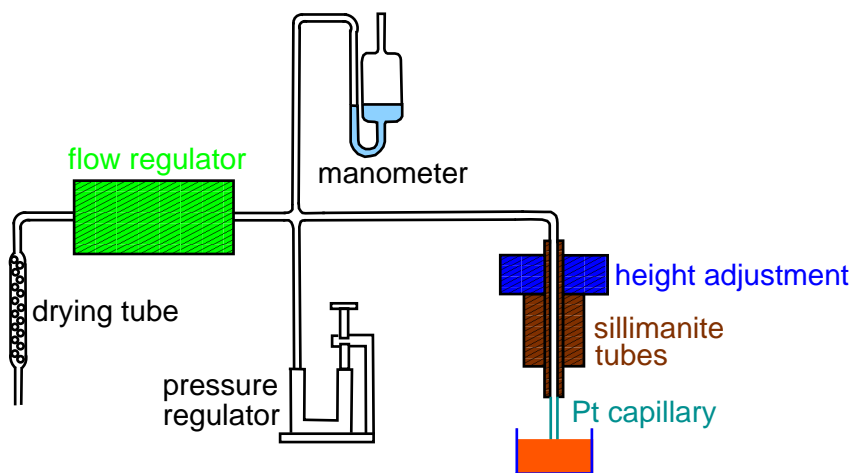 flow regulator
manometer
drying tube
pressure
regulator
height adjustment
sillimanite
tubes
Pt capillary